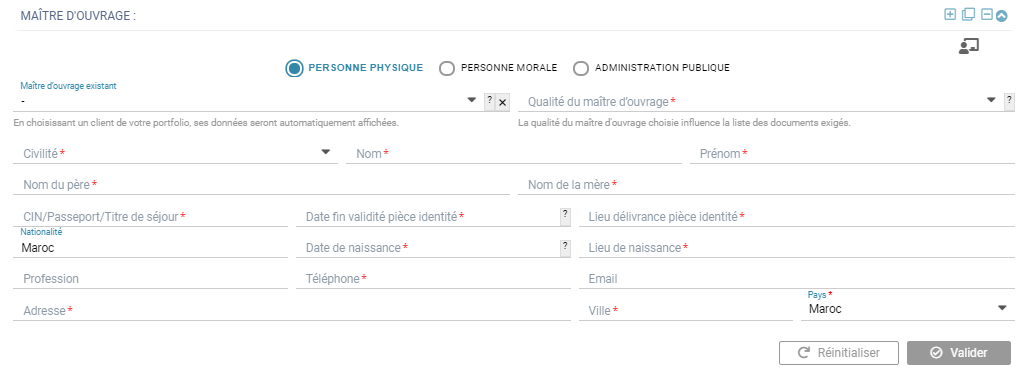 MAÎTRE D'OUVRAGE :
PERSONNE PHYSIQUE PERSONNE MORALE ADMINISTRATION PUBLIQUE
Maître d'ouvrage existant
- ? Qualité du maître d'ouvrage * ?
En choisissant un client de votre portfolio, ses données seront automatiquement affichées. La qualité du maître d'ouvrage choisie influence la liste des documents exigés.
Civilité * Nom * Prénom *
Nom du père * Nom de la mère *
CIN/Passeport/Titre de séjour * Date fin validité pièce identité * ? Lieu délivrance pièce identité *
Nationalité
Maroc Date de naissance * ? Lieu de naissance *
Profession Téléphone * Email
Pays *
Adresse * Ville * Maroc
Réinitialiser Valider